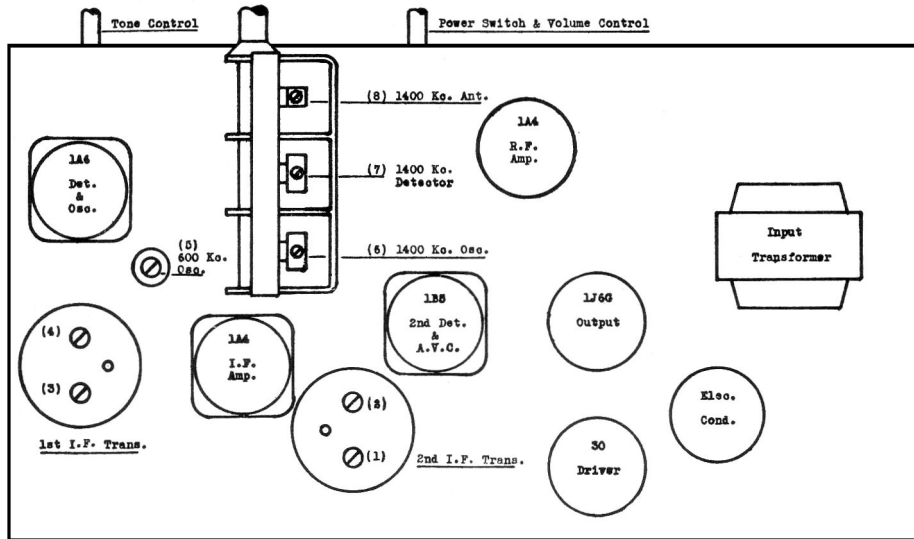 Tone Control
Power Switch & Volume Control
(8) 1400 Kc. Ant.
1A4
R.F.
Amp.
1A6
Det.
&
Osc.
(7) 1400 Kc.
Detector
(5)
600 Kc.
Osc.
(6) 1400 Kc. Osc.
Input
Transformer
1B5
2nd Det.
&
A.V.C.
1J6G
Output
(4)
(3)
1st I.F. Trans.
1A4
I.F.
Amp.
(2)
(1)
2nd I.F. Trans.
Elec.
Cond.
30
Driver